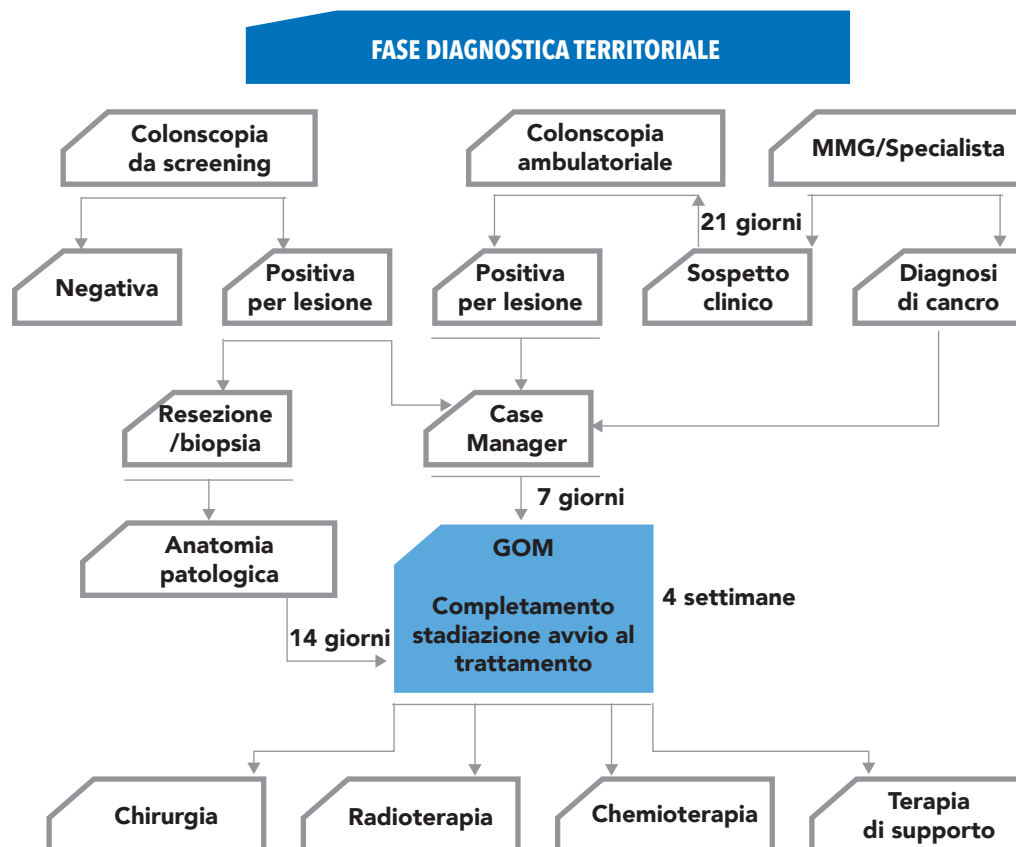 FASE DIAGNOSTICA TERRITORIALE
Colonscopia
da screening
Colonscopia
ambulatoriale
MMG/Specialista
21 giorni
Negativa
Positiva
per lesione
Positiva
per lesione
Sospetto
clinico
Diagnosi
di cancro
Resezione
/biopsia
Case
Manager
7 giorni
Anatomia
patologica
GOM
Completamento
stadiazione avvio al
trattamento
4 settimane
14 giorni
Chirurgia
Radioterapia
Chemioterapia
Terapia
di supporto